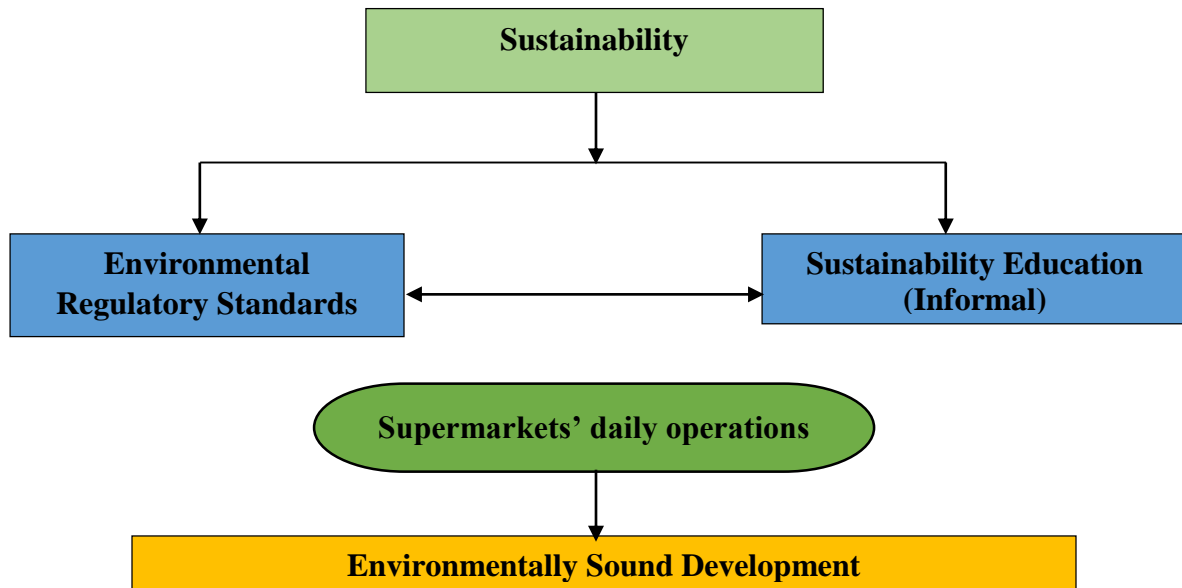 Sustainability
Environmental
Regulatory Standards
Sustainability Education
(Informal)
Supermarkets’ daily operations
Environmentally Sound Development